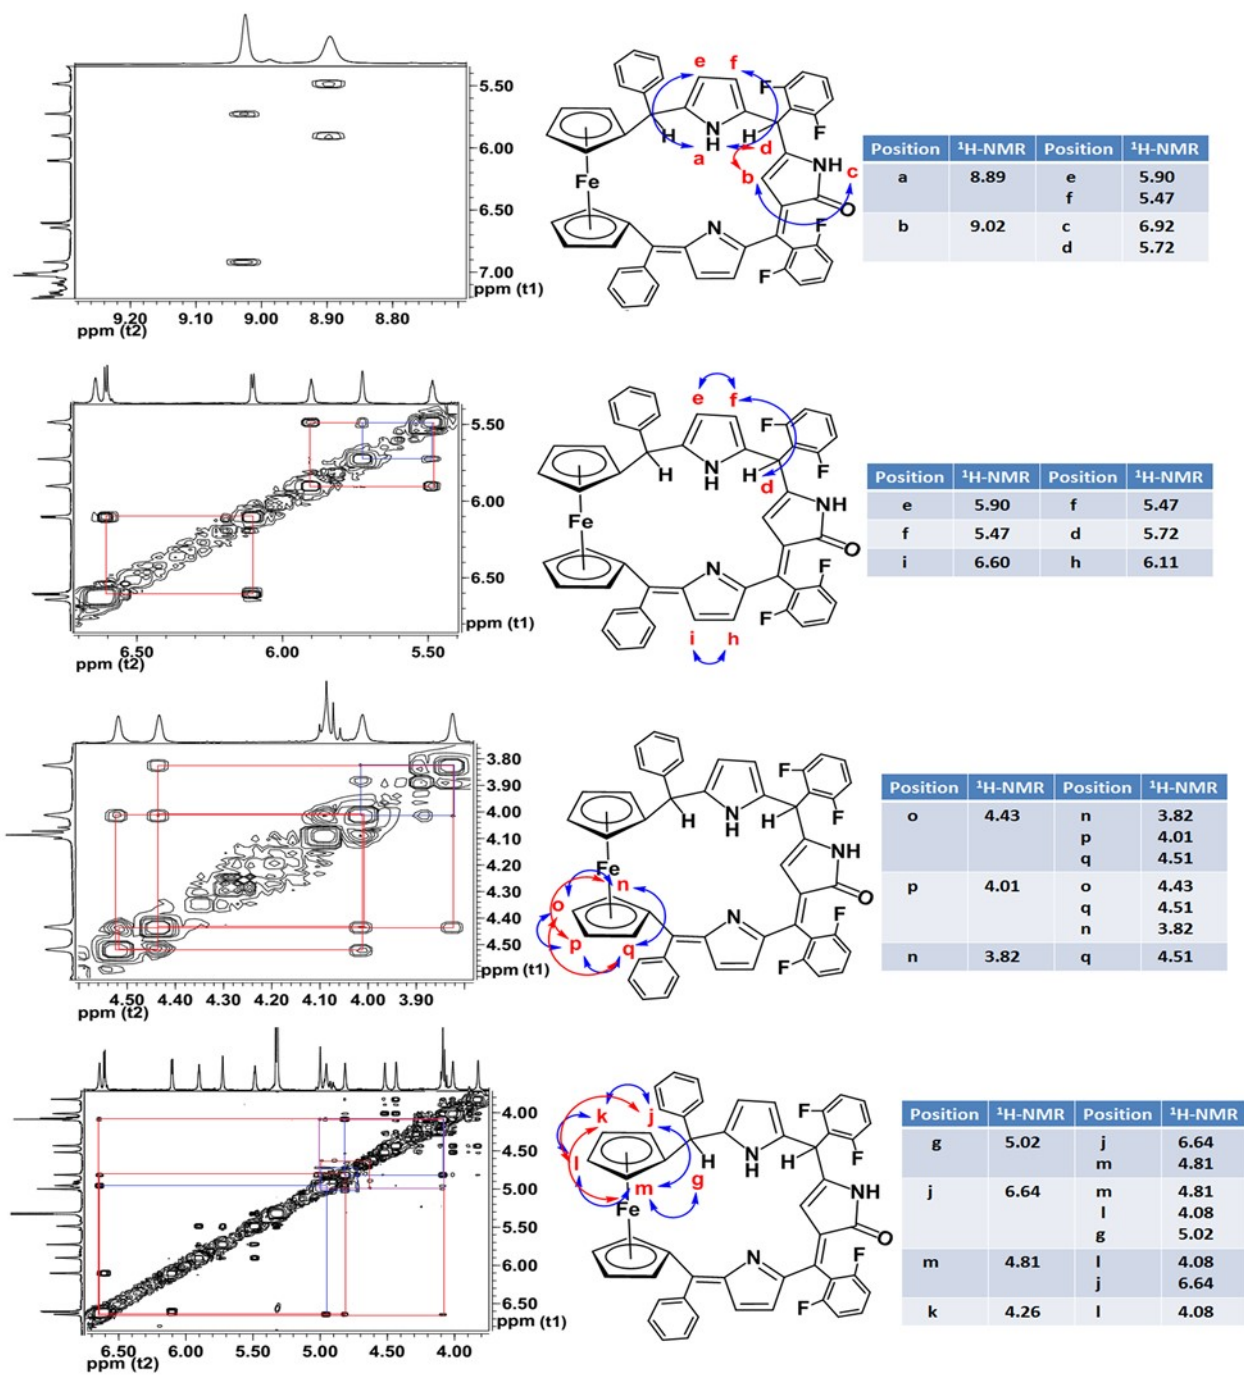 5.50
6.00
6.50
7.00
ppm (t1)
9.20 9.10 9.00 8.90 8.80
ppm (t2)
e f
F
H
N
H
H
F
a d
b
NH
c
O
Fe
N
F
F
Position 1H-NMR Position 1H-NMR
a 8.89 e 5.90
f 5.47
b 9.02 c 6.92
d 5.72
5.50
6.00
6.50
ppm (t1)
6.50 6.00 5.50
ppm (t2)
e f
F
F
H
NH
H
d
NH
O
Fe
N
F
F
i h
Position 1H-NMR Position 1H-NMR
e 5.90 f 5.47
f 5.47 d 5.72
i 6.60 h 6.11
3.80
3.90
4.00
4.10
4.20
4.30
4.40
4.50
ppm (t1)
4.50 4.40 4.30 4.20 4.10 4.00 3.90
ppm (t2)
F
F
H
N
H
H
NH
O
Fe
n
o
p q
N
F
F
Position 1H-NMR Position 1H-NMR
o 4.43 n 3.82
p 4.01
q 4.51
p 4.01 o 4.43
q 4.51
n 3.82
n 3.82 q 4.51
4.00
4.50
5.00
5.50
6.00
6.50
ppm (t1)
6.50 6.00 5.50 5.00 4.50 4.00
ppm (t2)
k j
F
F
H
N
H
H
l
m g
NH
O
Fe
N
F
F
Position 1H-NMR Position 1H-NMR
g 5.02 j 6.64
m 4.81
j 6.64 m 4.81
l 4.08
g 5.02
m 4.81 l 4.08
j 6.64
k 4.26 l 4.08